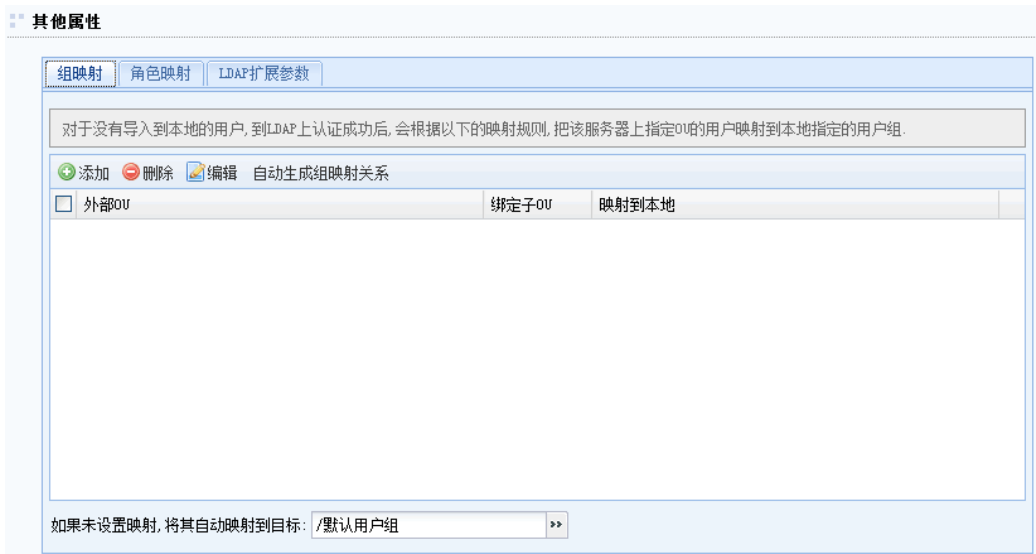 其他属性
组映射 角色映射 LDAP扩展参数
对于没有导入到本地的用户,到LDAP上认证成功后,会根据以下的映射规则,把该服务器上指定OU的用户映射到本地指定的用户组.
添加 删除 编辑 自动生成组映射关系
外部OU 绑定子OU 映射到本地
如果未设置映射,将其自动映射到目标: /默认用户组